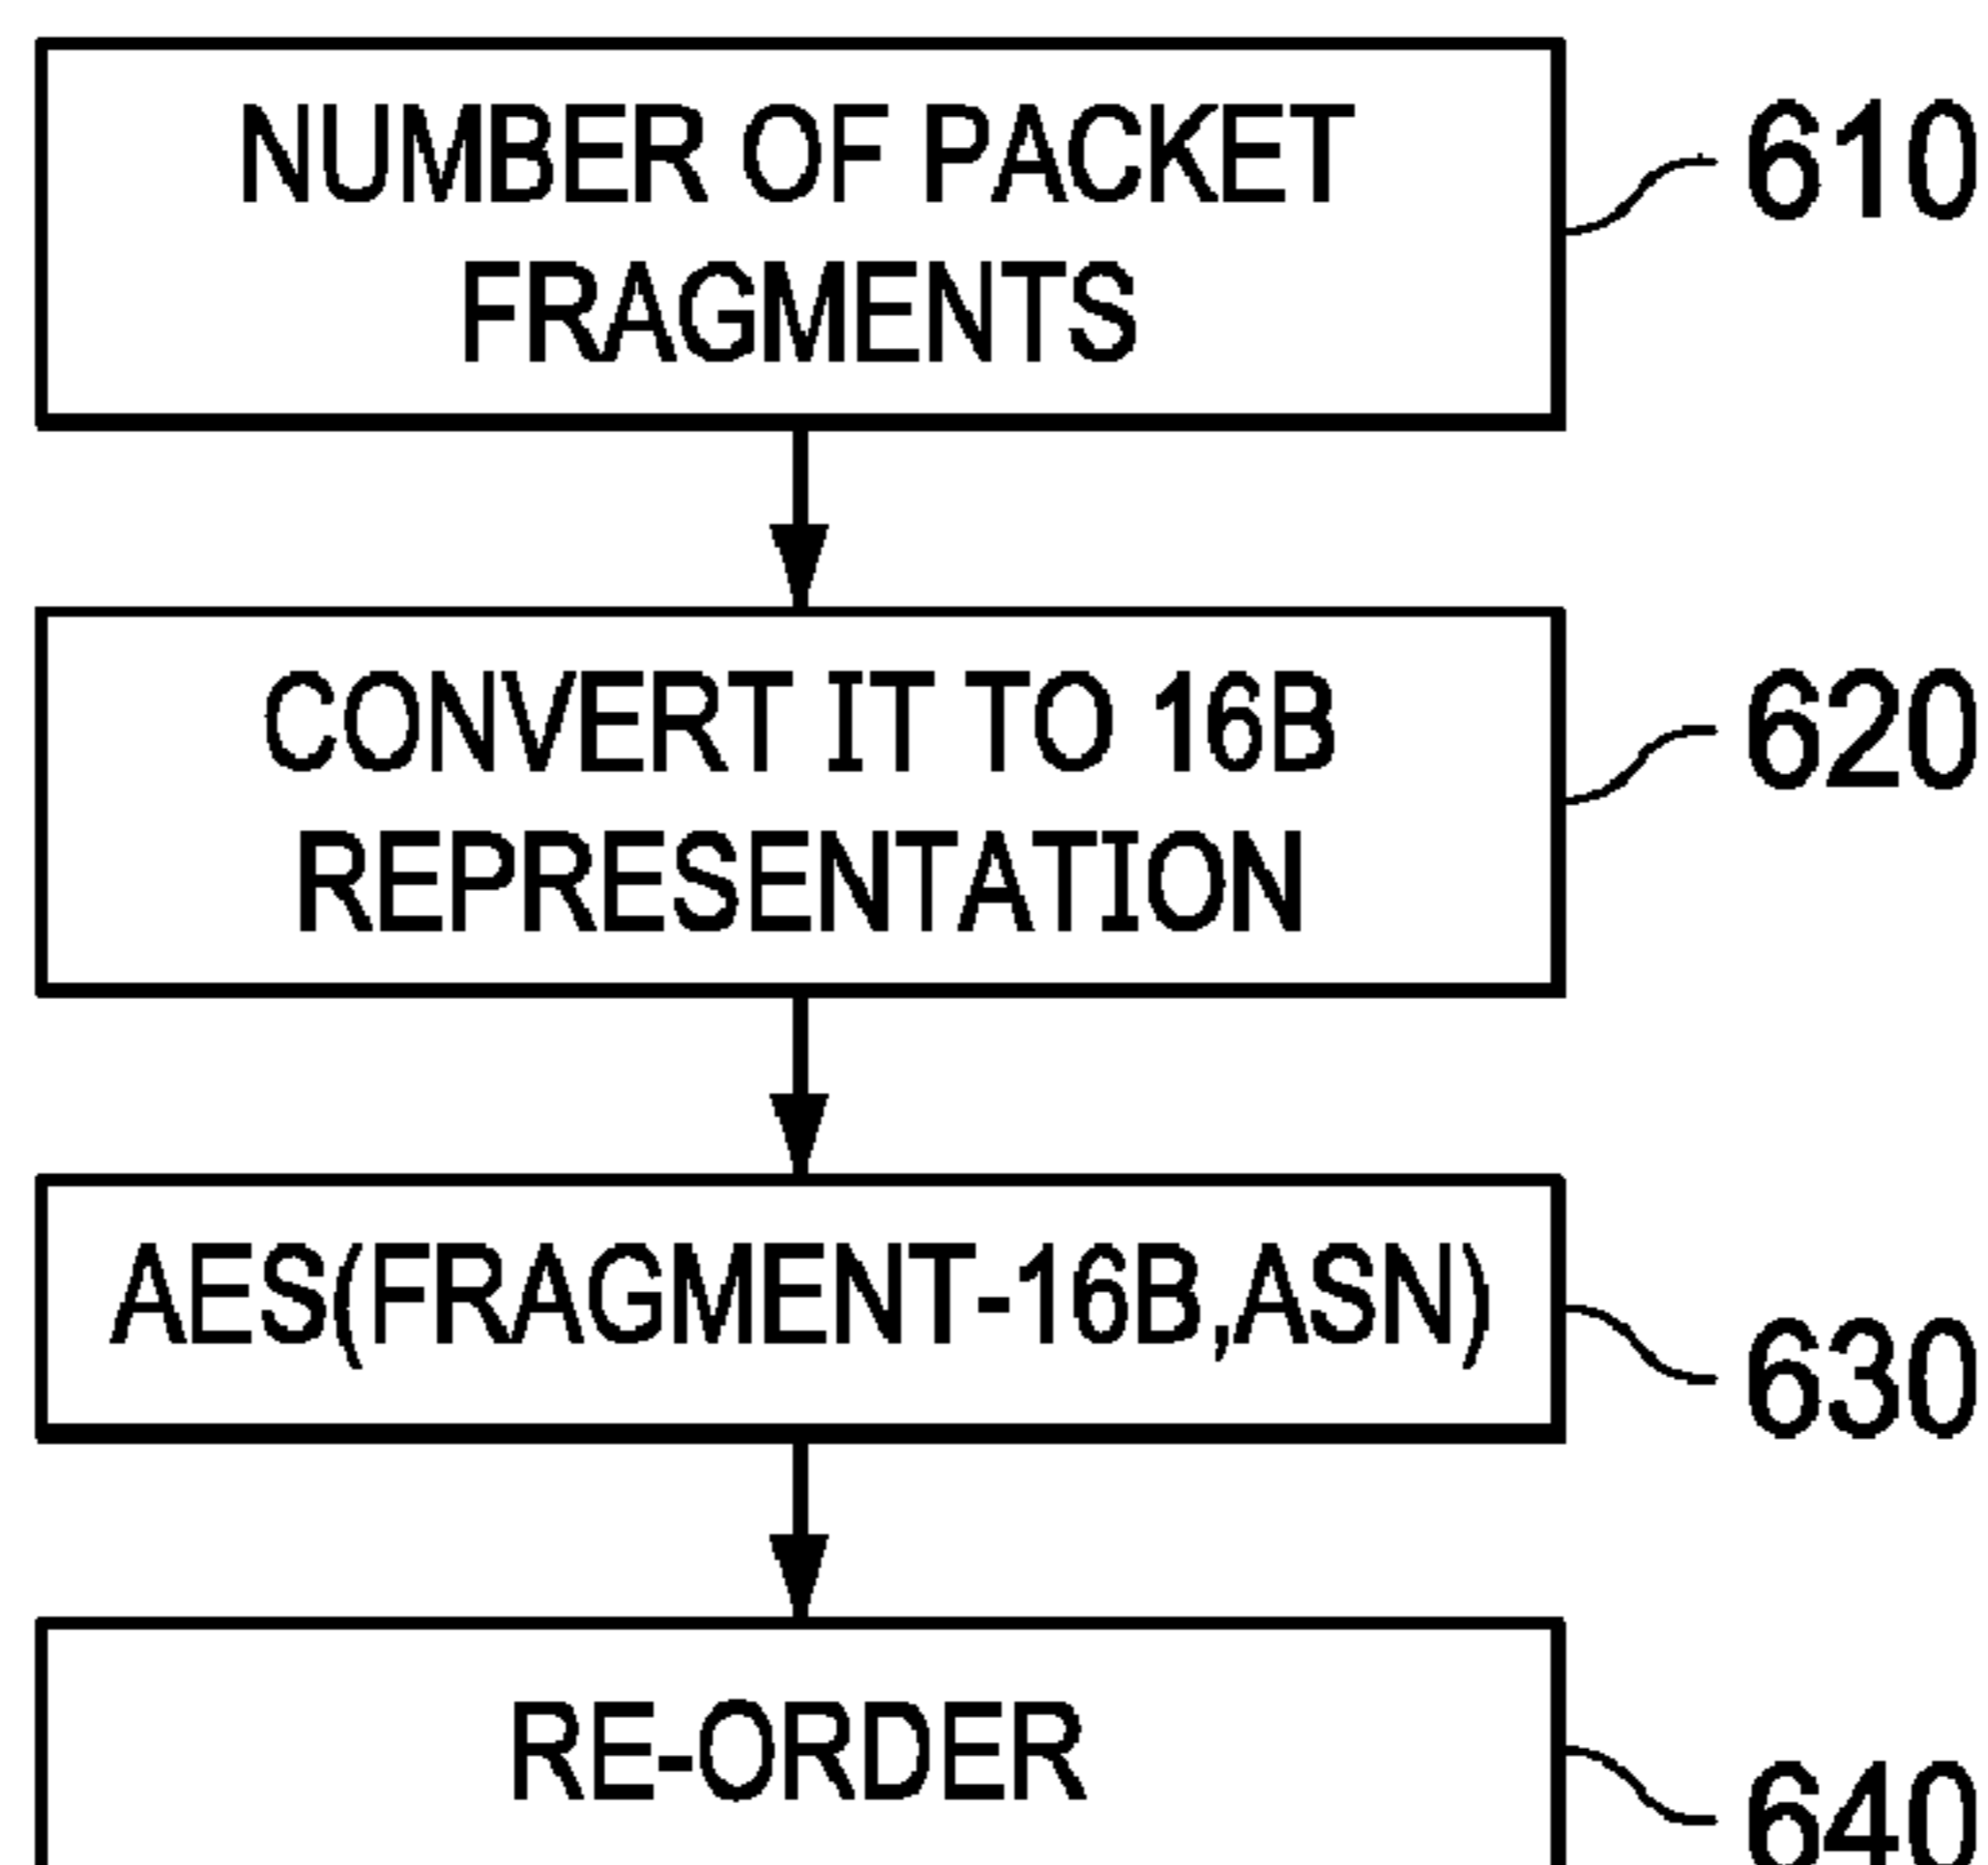 NUMBER OF PACKET
FRAGMENTS
610
CONVERT IT TO 16B
REPRESENTATION
620
AES(FRAGMENT-16B,ASN)
630
RE-ORDER
640